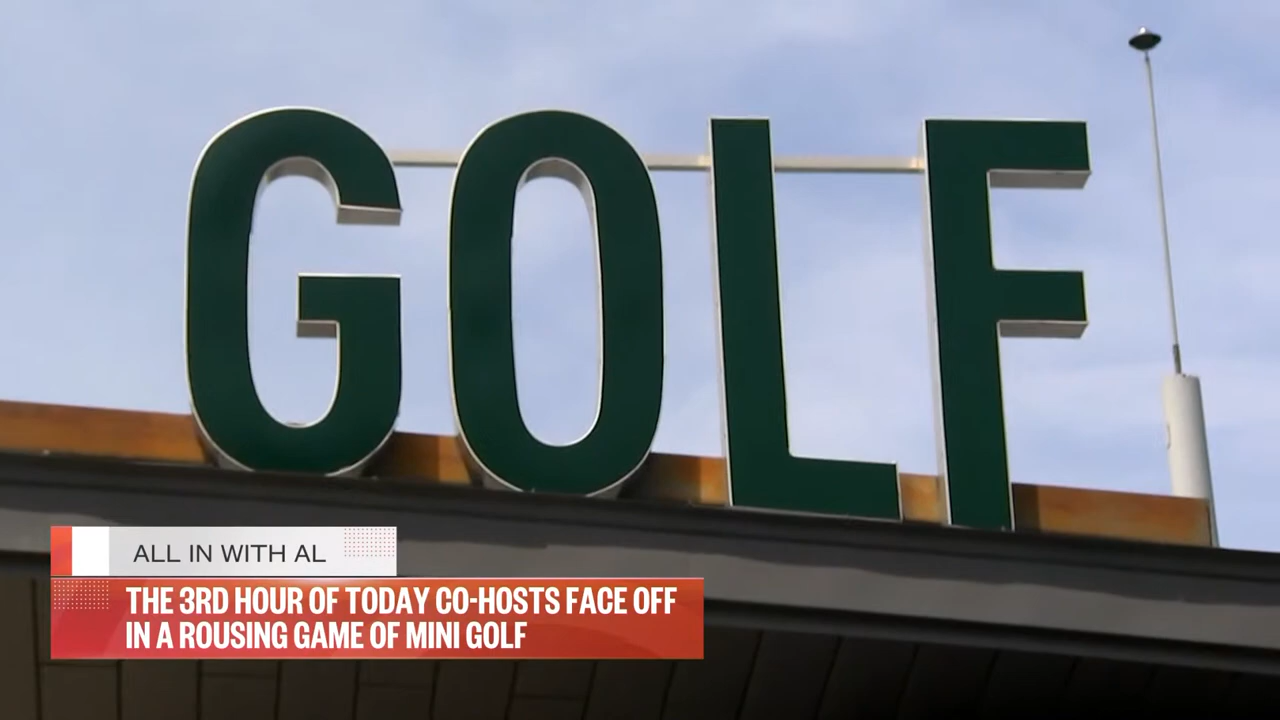 GOLF
ALL IN WITH AL
THE 3RD HOUR OF TODAY CO-HOSTS FACE OFF
IN A ROUSING GAME OF MINI GOLF